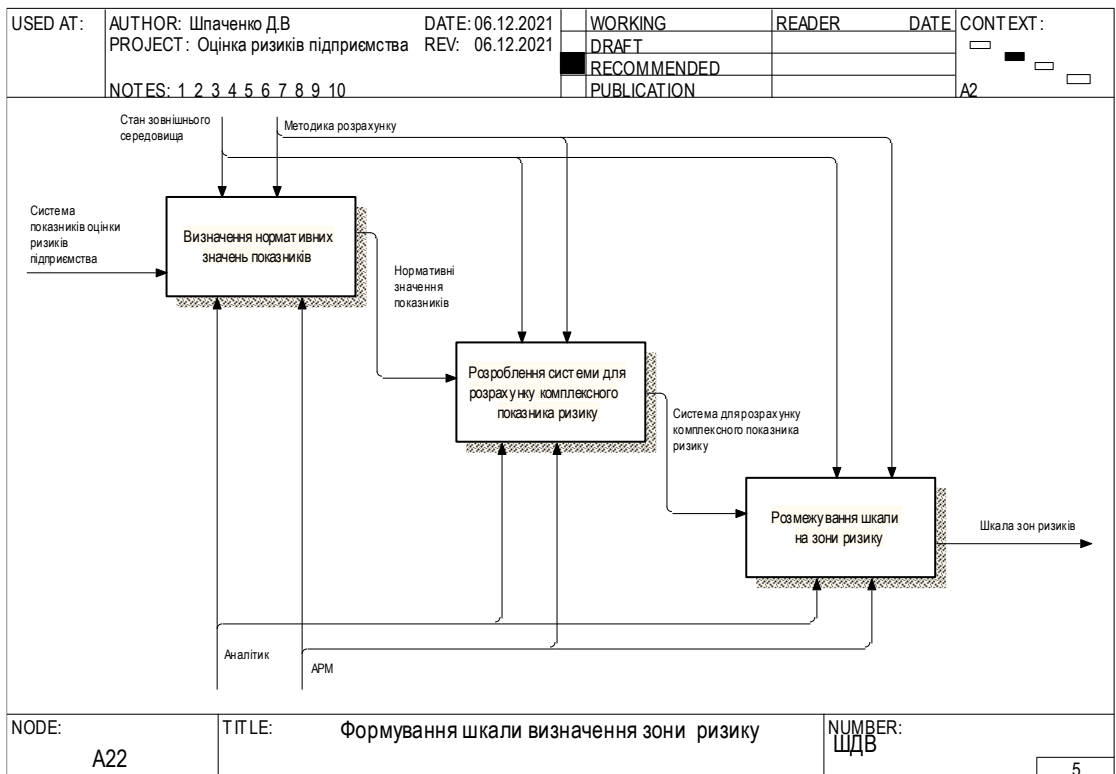 USED AT:
AUTHOR: Шпаченко Д.В
DATE: 06.12.2021
PROJECT: Оцінка ризиків підприємства
REV: 06.12.2021
NOTES: 1 2 3 4 5 6 7 8 9 10
WORKING
DRAFT
RECOMMENDED
PUBLICATION
READER
DATE
CONTEXT:
A2
Стан зовнішнього
середовища
Методика розрахунку
Система
показників оцінки
ризиків
підприємства
Визначення нормативних
значень показників
Нормативні
значення
показників
Розроблення системи для
розрахунку комплексного
показника ризику
Система для розрахунку
комплексного показника
ризику
Розмежування шкали
на зони ризику
Шкала зон ризиків
Аналітик
АРМ
NODE:
A22
TITLE:
Формування шкали визначення зони ризику
NUMBER:
ШДВ
5